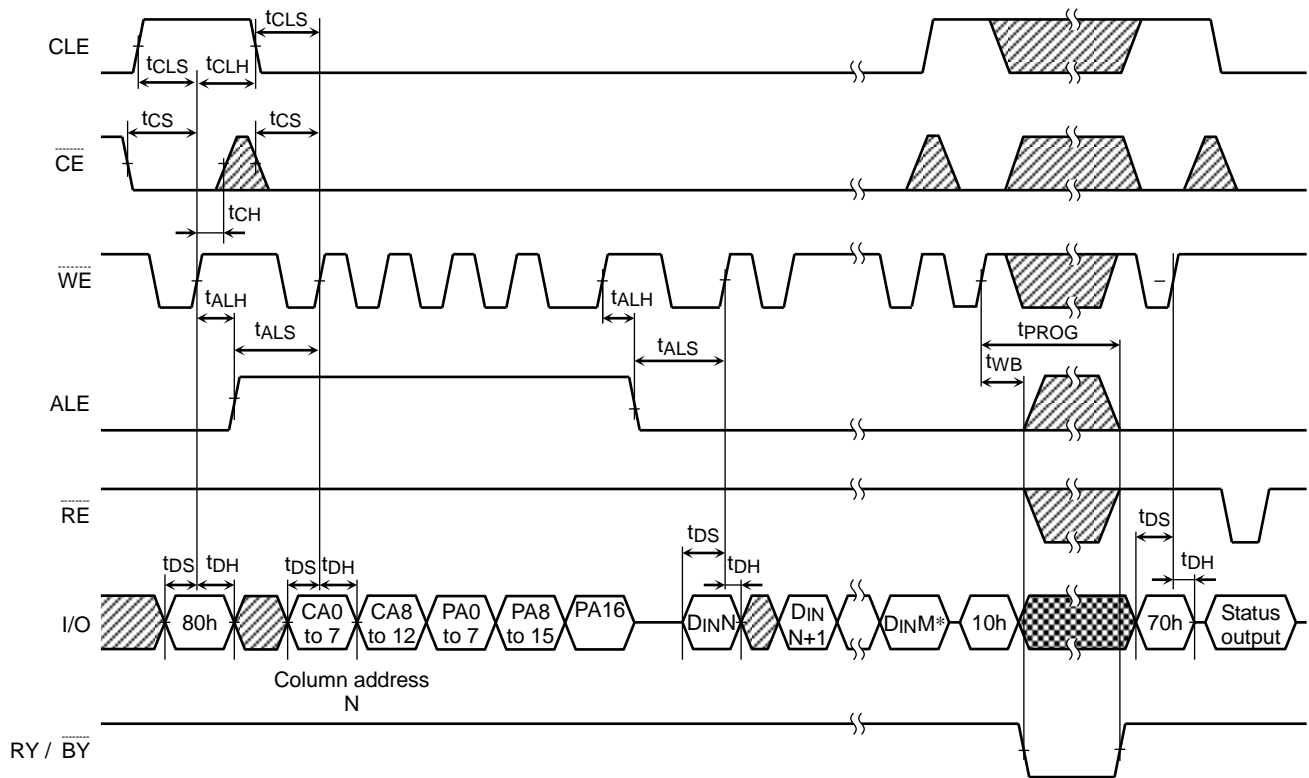 tCLS
CLE
tCLS tCLH
tCS tCS
CE
tCH
WE
tALH tALH
tALS tALS tPROG
tWB
ALE
RE
tDS tDH tDS tDH tDS tDH tDS tDH
I/O
80h
CA0 to 7
CA8 to 12
PA0 to 7
PA8 to 15
PA16
DINN
DIN N+1
DINM*
10h
70h
Status output
Column address
N
RY / BY